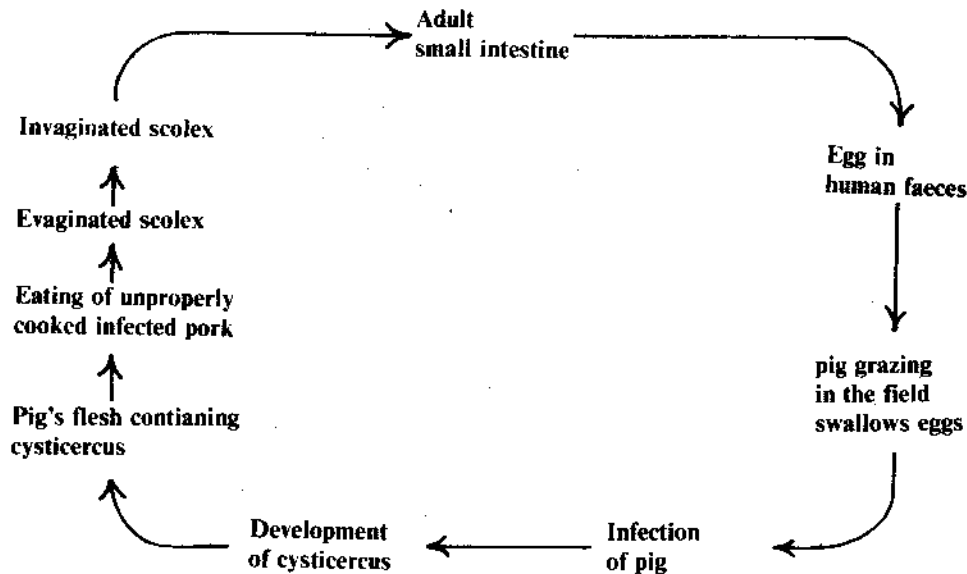 Adult
small intestine
Egg in
human faeces
pig grazing
in the field
swallows eggs
Infection
of pig
Development
of cysticercus
Pig's flesh contianing
cysticercus
Eating of unproperly
cooked infected pork
Evaginated scolex
Invaginated scolex